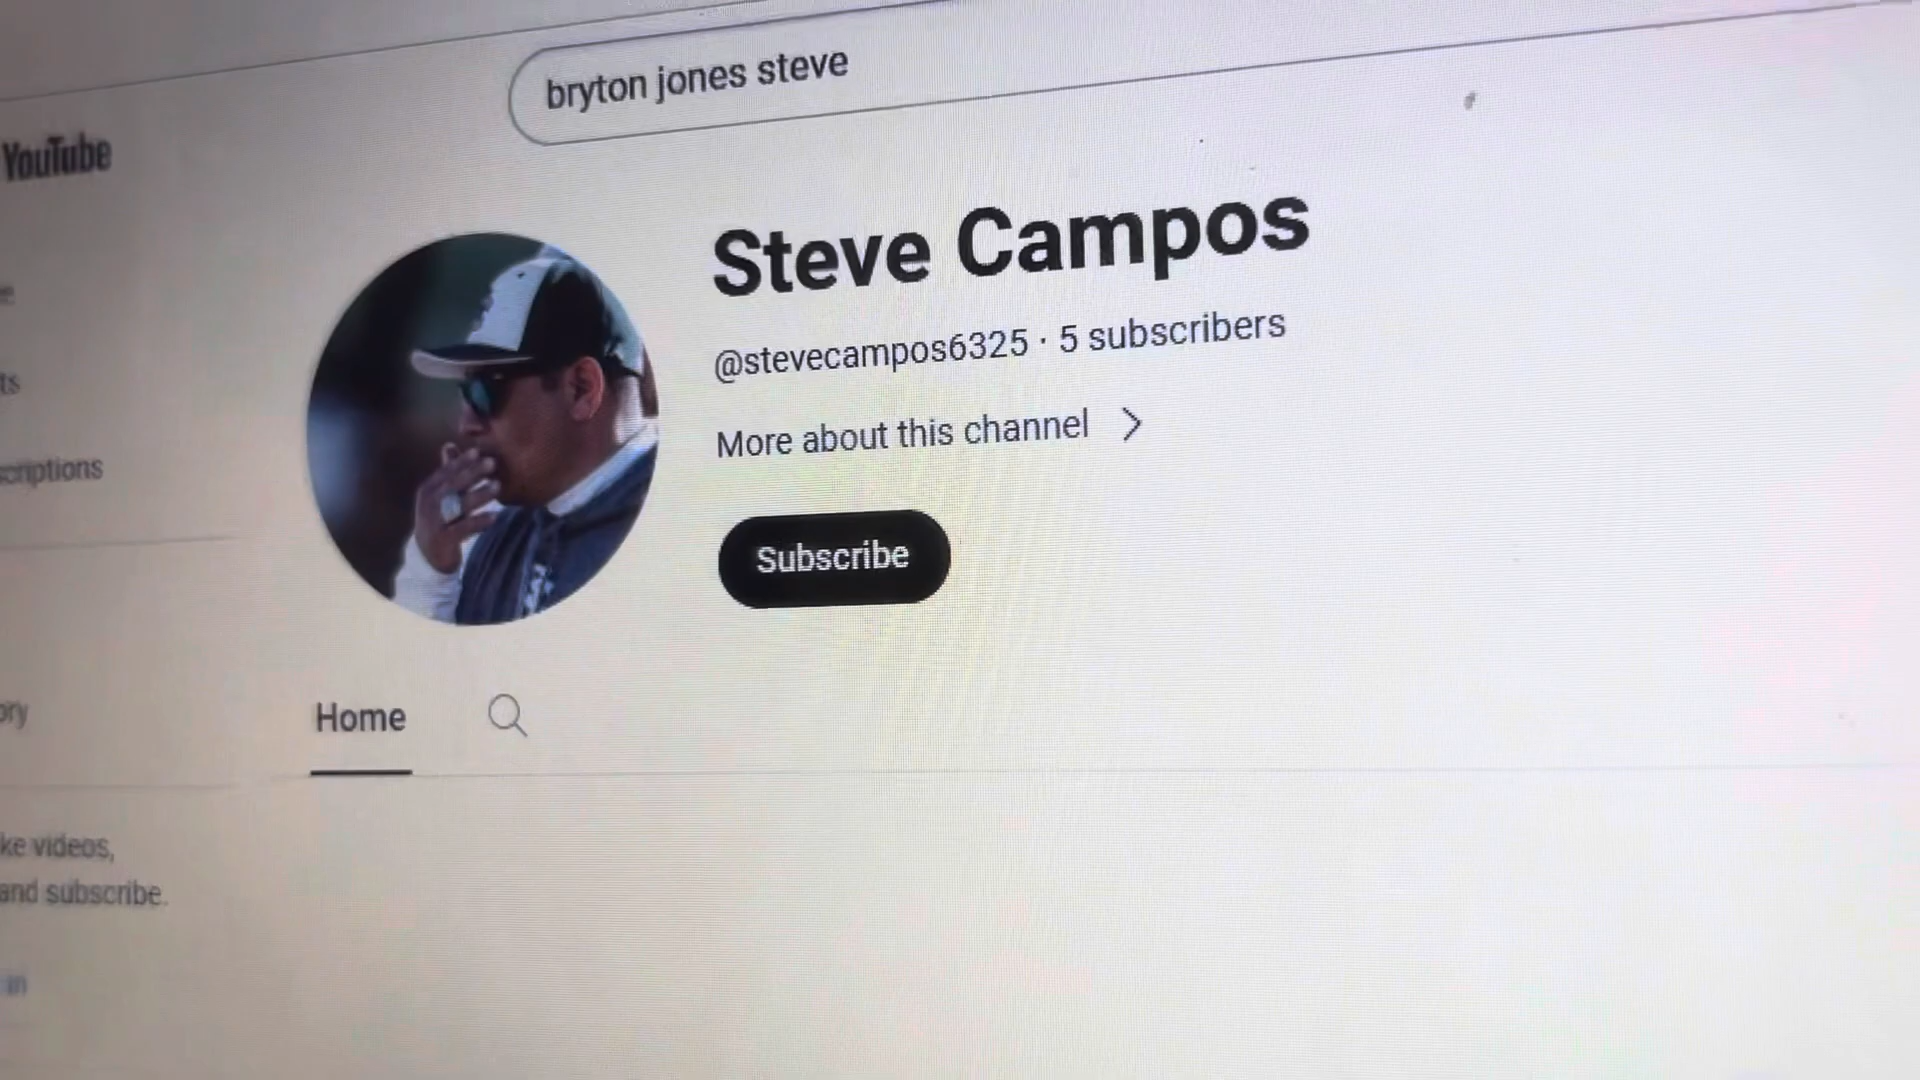 bryton jones steve
YouTube
Steve Campos
@stevecampos6325 · 5 subscribers
More about this channel
Subscribe
Home
ke videos,
and subscribe.
in